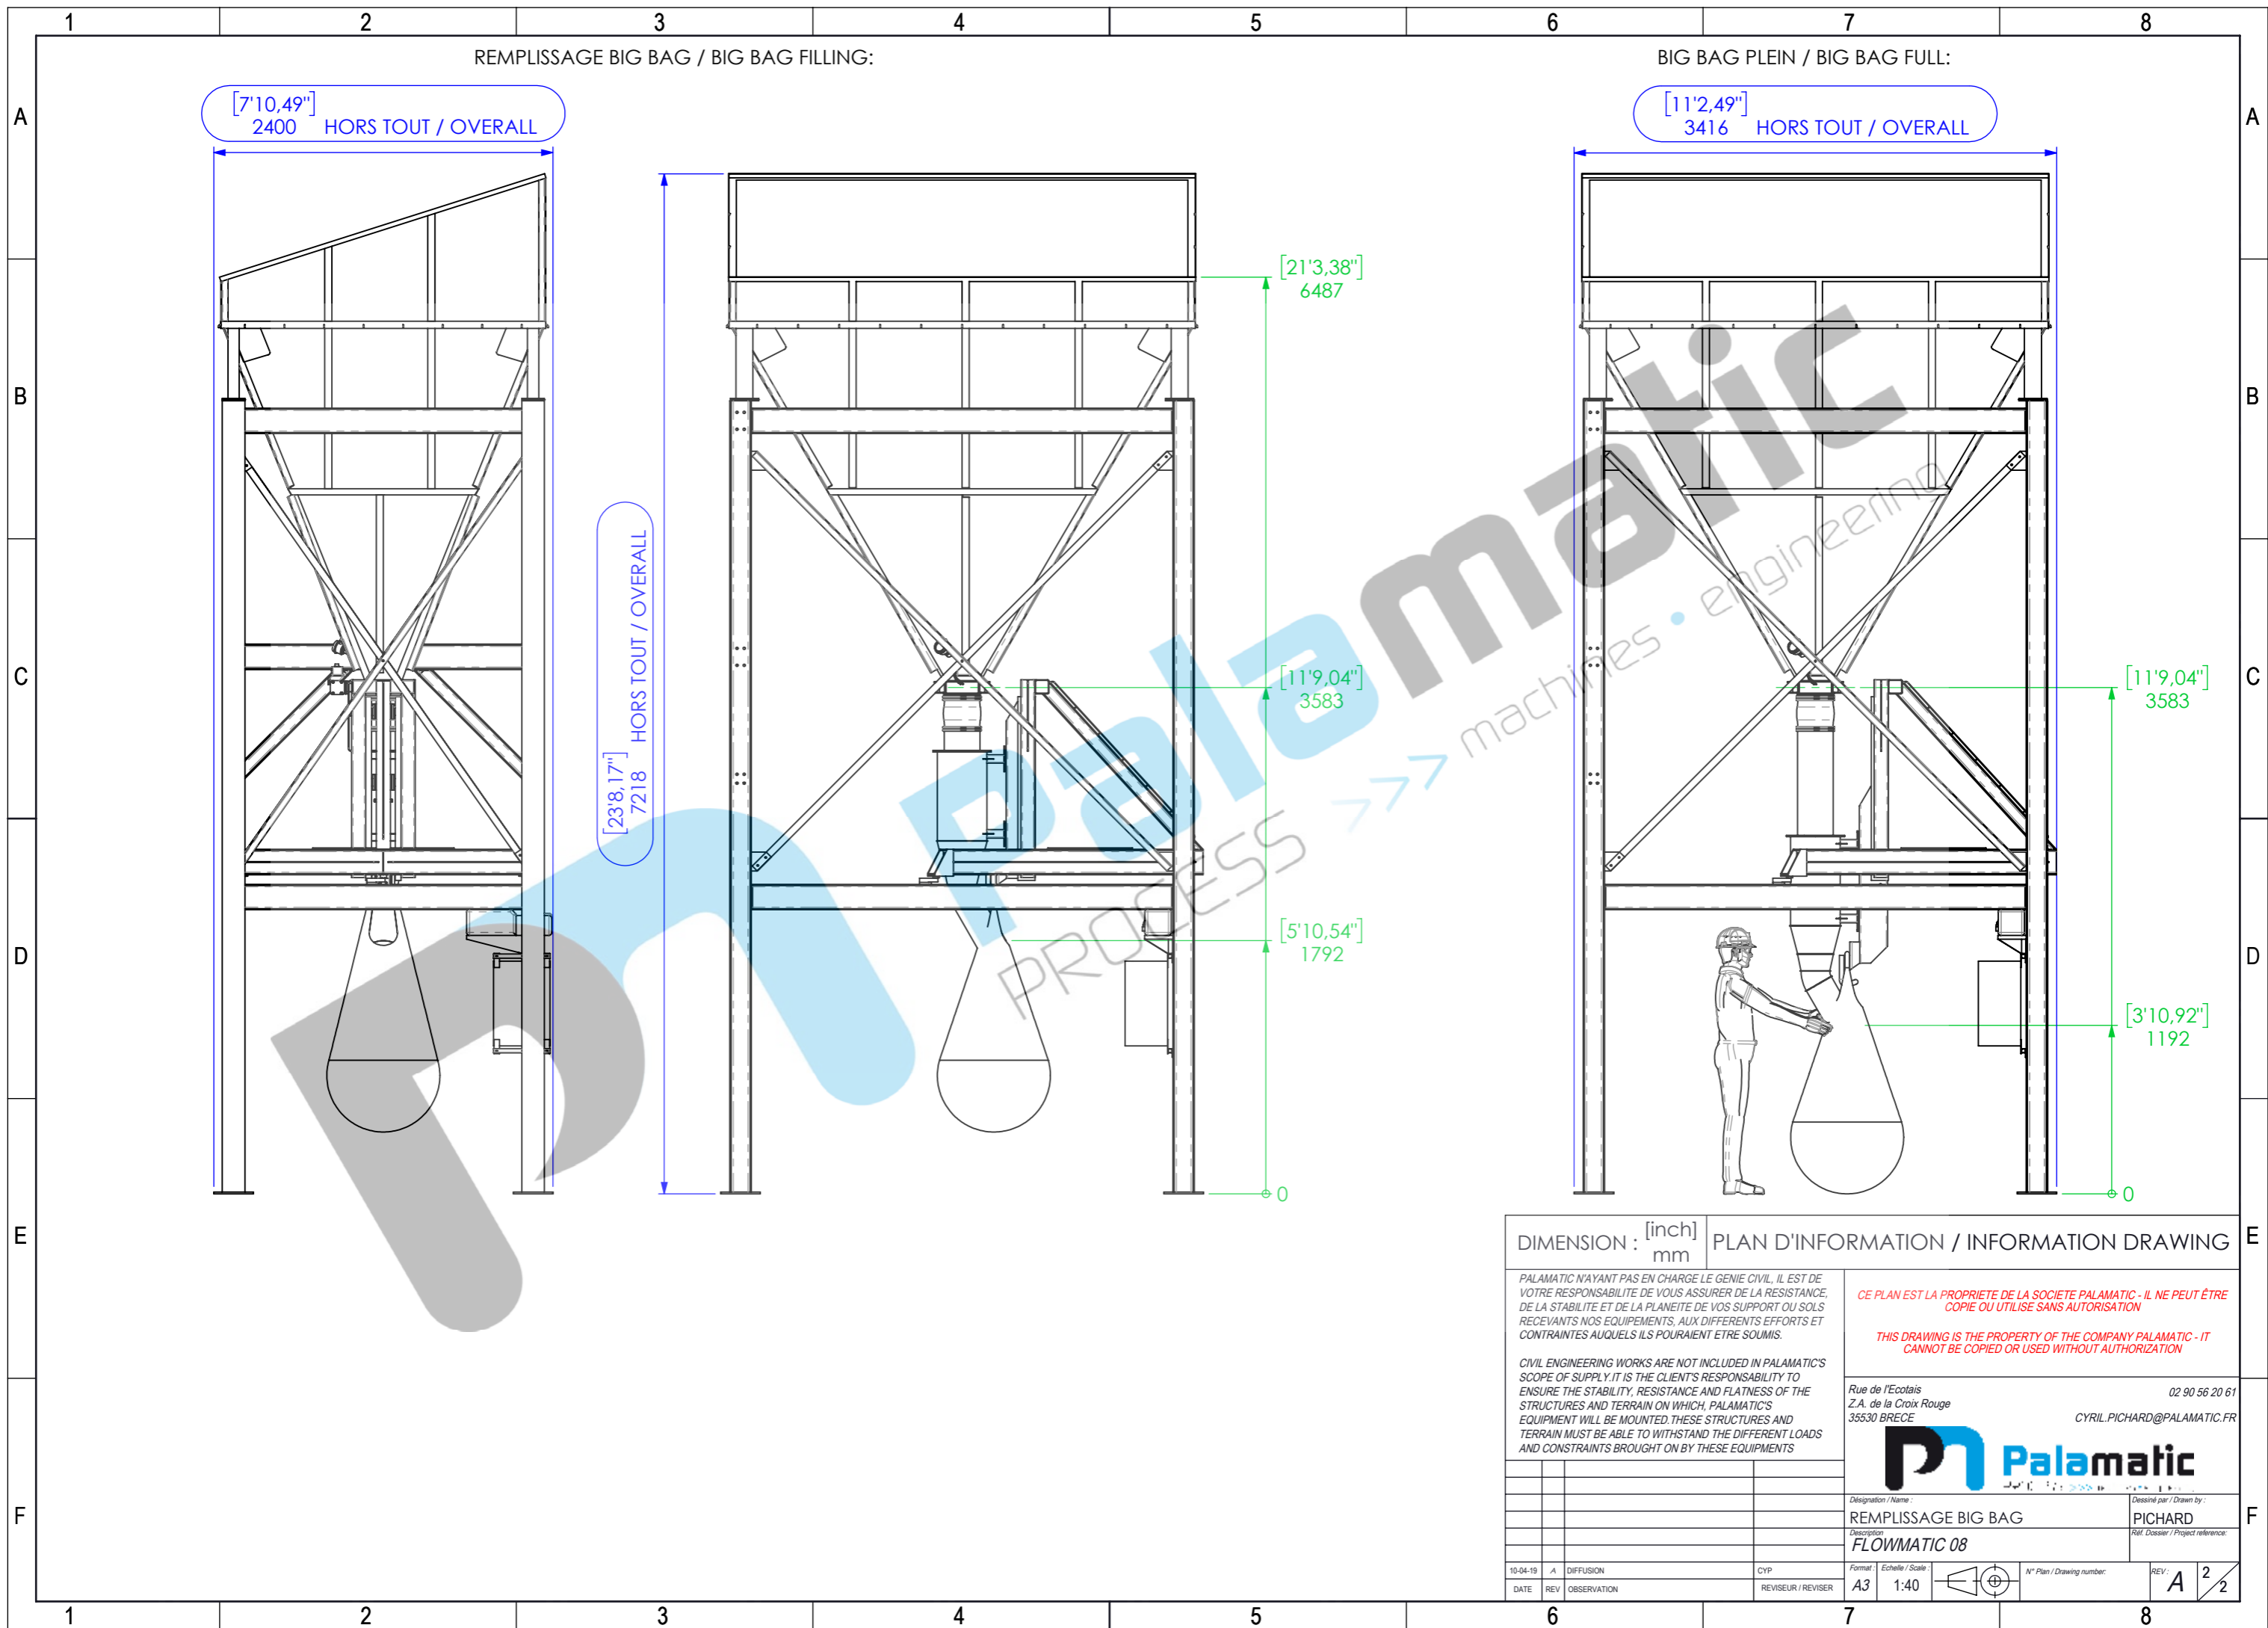 1 2 3 4 5 6 7 8
REMPLISSAGE BIG BAG / BIG BAG FILLING:
BIG BAG PLEIN / BIG BAG FULL:
A
A
[7'10,49"]
2400 HORS TOUT / OVERALL
[11'2,49"]
3416 HORS TOUT / OVERALL
[23'8,17"]
7218 HORS TOUT / OVERALL
[21'3,38"]
6487
B
B
[11'9,04"]
3583
[11'9,04"]
3583
C
C
[5'10,54"]
1792
[3'10,92"]
1192
D
D
0
0
Palamatic
PROCESS >>> machines • engineering
E
E
DIMENSION : [inch]
mm
PLAN D'INFORMATION / INFORMATION DRAWING
PALAMATIC N'AYANT PAS EN CHARGE LE GENIE CIVIL, IL EST DE
VOTRE RESPONSABILITE DE VOUS ASSURER DE LA RESISTANCE,
DE LA STABILITE ET DE LA PLANEITE DE VOS SUPPORT OU SOLS
RECEVANTS NOS EQUIPEMENTS, AUX DIFFERENTS EFFORTS ET
CONTRAINTES AUQUELS ILS POURAIENT ETRE SOUMIS.
CIVIL ENGINEERING WORKS ARE NOT INCLUDED IN PALAMATIC'S
SCOPE OF SUPPLY.IT IS THE CLIENT'S RESPONSABILITY TO
ENSURE THE STABILITY, RESISTANCE AND FLATNESS OF THE
STRUCTURES AND TERRAIN ON WHICH, PALAMATIC'S
EQUIPMENT WILL BE MOUNTED.THESE STRUCTURES AND
TERRAIN MUST BE ABLE TO WITHSTAND THE DIFFERENT LOADS
AND CONSTRAINTS BROUGHT ON BY THESE EQUIPMENTS
CE PLAN EST LA PROPRIETE DE LA SOCIETE PALAMATIC - IL NE PEUT ÊTRE
COPIE OU UTILISE SANS AUTORISATION
THIS DRAWING IS THE PROPERTY OF THE COMPANY PALAMATIC - IT
CANNOT BE COPIED OR USED WITHOUT AUTHORIZATION
Rue de l'Ecotais
Z.A. de la Croix Rouge
35530 BRECE
02 90 56 20 61
CYRIL.PICHARD@PALAMATIC.FR
Palamatic
F
F
Désignation / Name :
REMPLISSAGE BIG BAG
Dessiné par / Drawn by :
PICHARD
Description
FLOWMATIC 08
Réf. Dossier / Project reference:
10-04-19 A DIFFUSION CYP
DATE REV OBSERVATION REVISEUR / REVISER
Format :
A3
Echelle / Scale :
1:40
N° Plan / Drawing number:
REV :
A
2/2
1 2 3 4 5 6 7 8